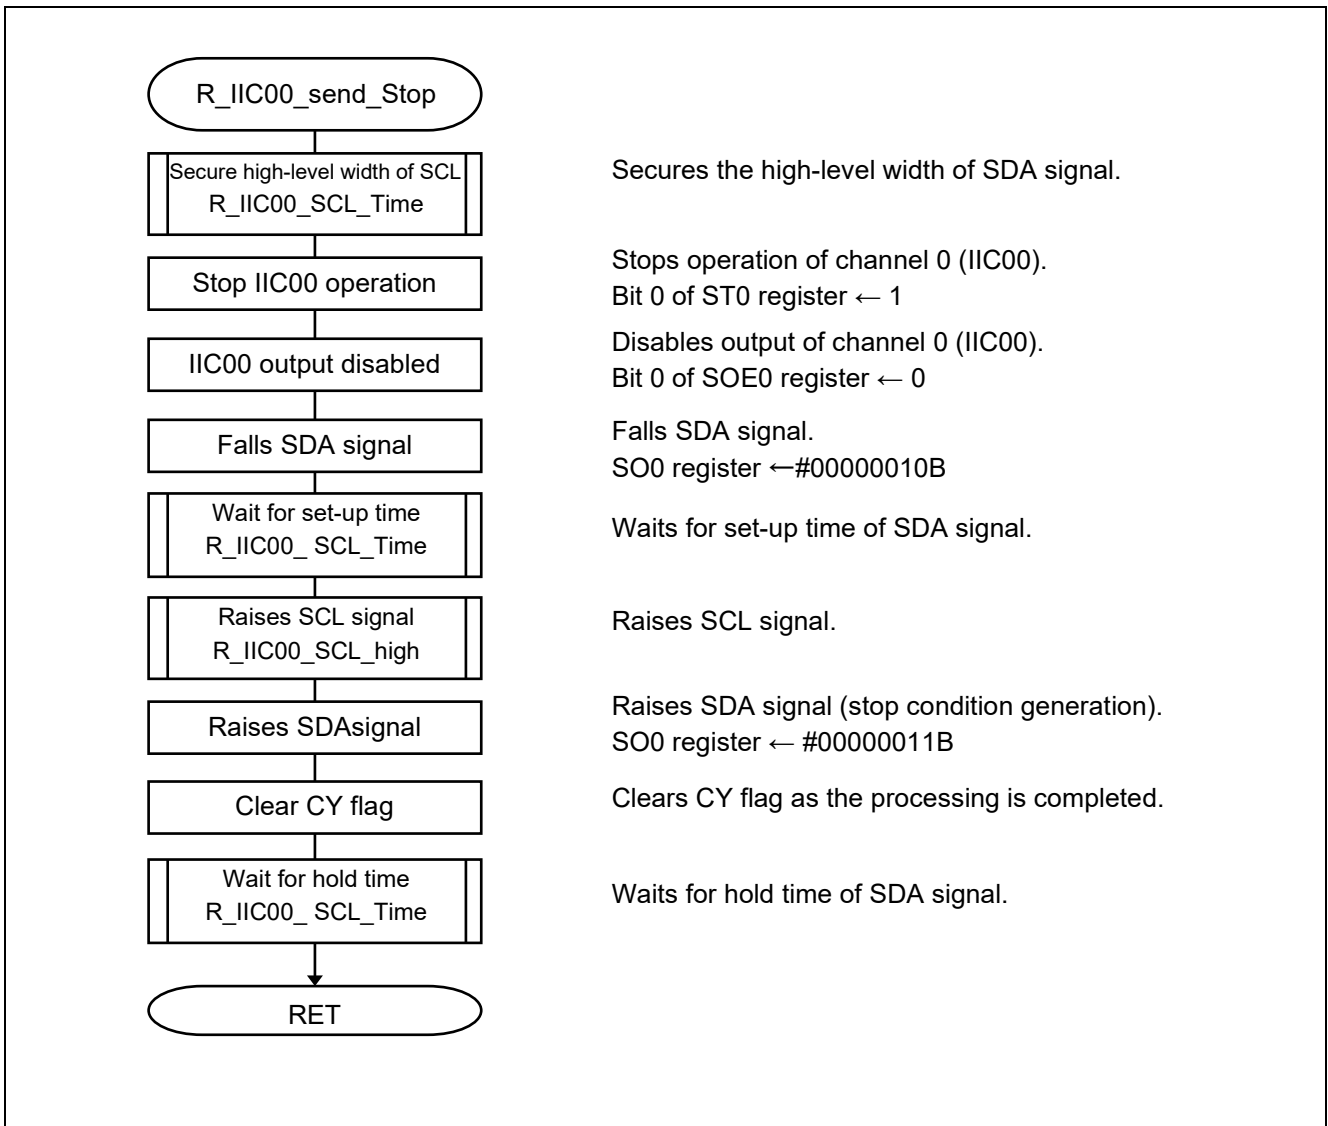 R_IIC00_send_Stop
Secure high-level width of SCL
R_IIC00_SCL_Time
Secures the high-level width of SDA signal.
Stop IIC00 operation
Stops operation of channel 0 (IIC00).
Bit 0 of ST0 register ← 1
IIC00 output disabled
Disables output of channel 0 (IIC00).
Bit 0 of SOE0 register ← 0
Falls SDA signal
Falls SDA signal.
SO0 register ←#00000010B
Wait for set-up time
R_IIC00_ SCL_Time
Waits for set-up time of SDA signal.
Raises SCL signal
R_IIC00_SCL_high
Raises SCL signal.
Raises SDAsignal
Raises SDA signal (stop condition generation).
SO0 register ← #00000011B
Clear CY flag
Clears CY flag as the processing is completed.
Wait for hold time
R_IIC00_ SCL_Time
Waits for hold time of SDA signal.
RET